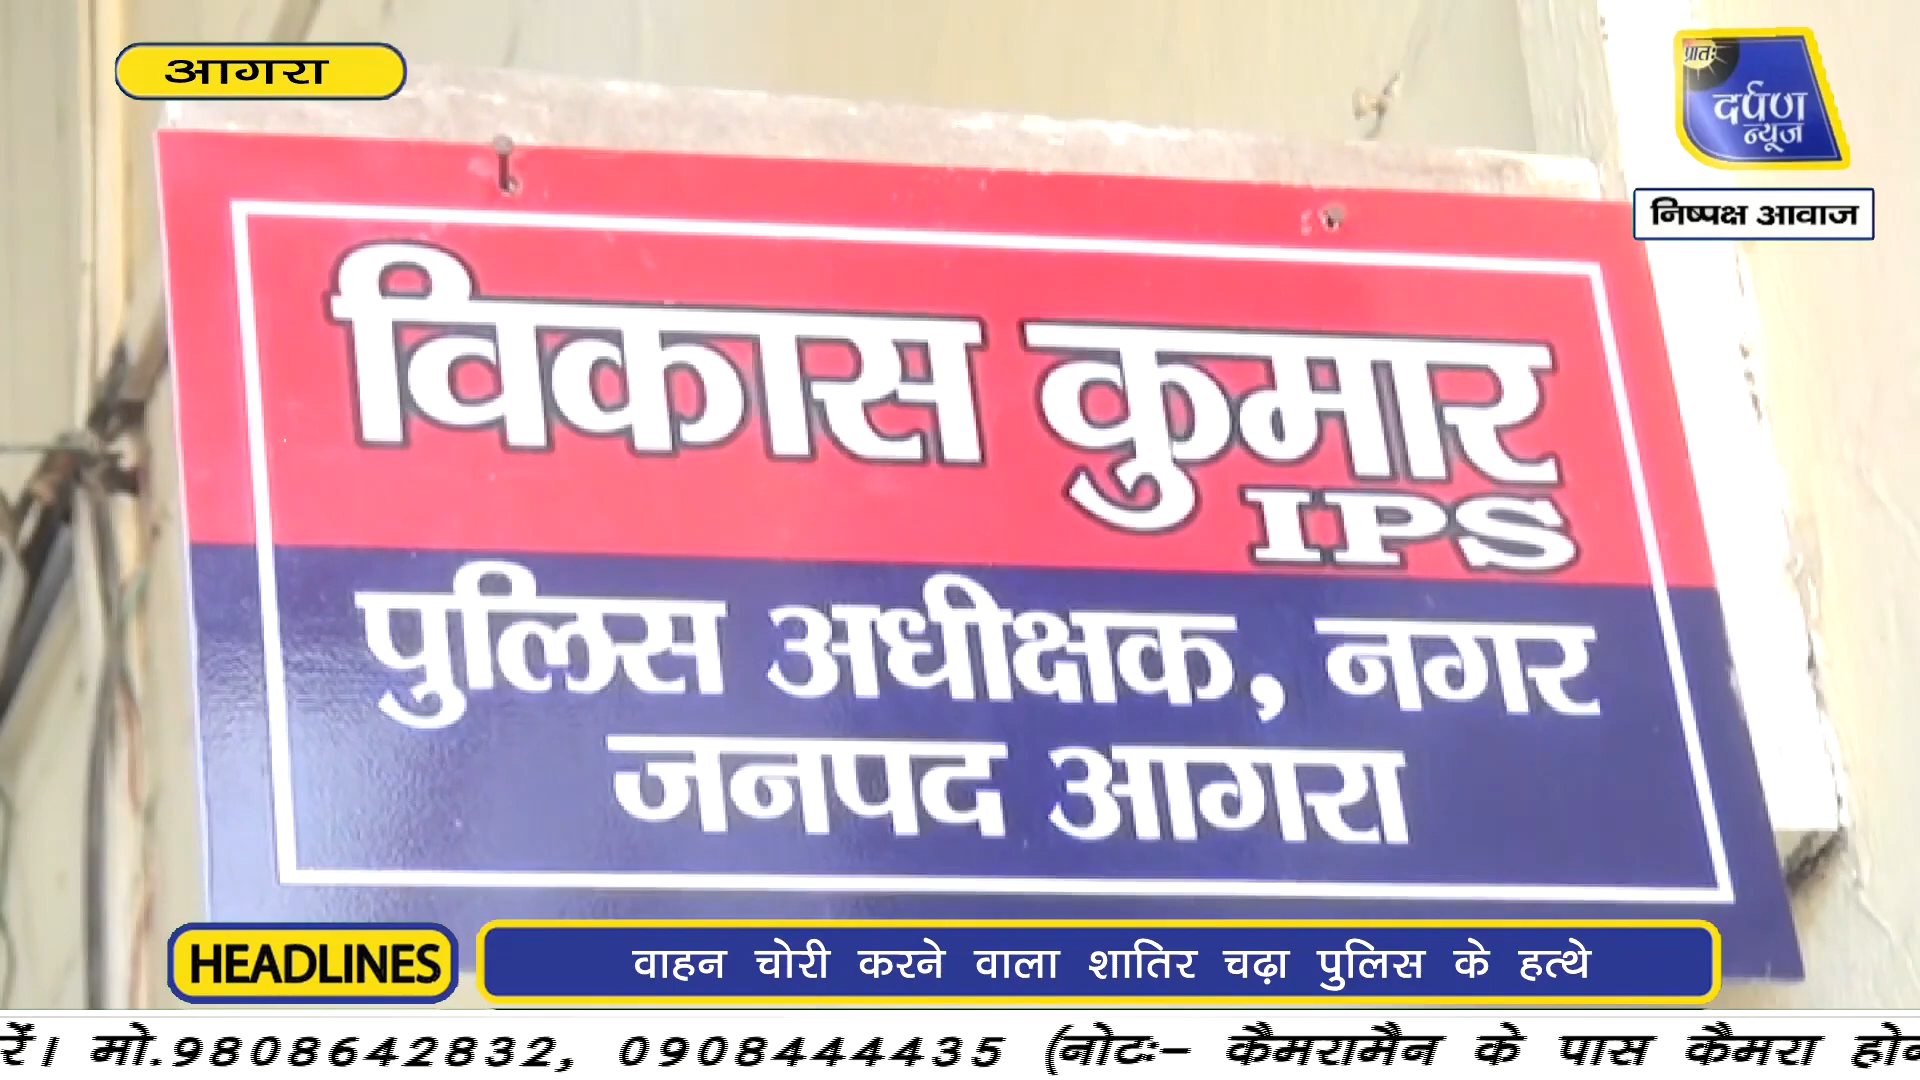 आगरा
प्रातः
दर्पण
न्यूज
निष्पक्ष आवाज
विकास कुमार
IPS
पुलिस अधीक्षक, नगर
जनपद आगरा
HEADLINES
वाहन चोरी करने वाला शातिर चढ़ा पुलिस के हत्थे
रें। मो.9808642832, 0908444435 (नोटः- कैमरामैन के पास कैमरा